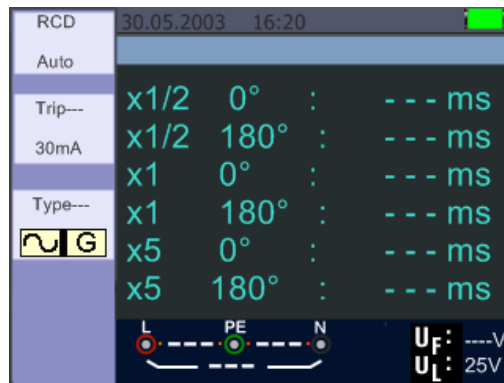 RCD
Auto
Trip---
30mA
Type---
G
30.05.2003 16:20
x1/2 0° : - - - ms
x1/2 180° : - - - ms
x1 0° : - - - ms
x1 180° : - - - ms
x5 0° : - - - ms
x5 180° : - - - ms
L PE N
---
UF: ----V
UL: 25V